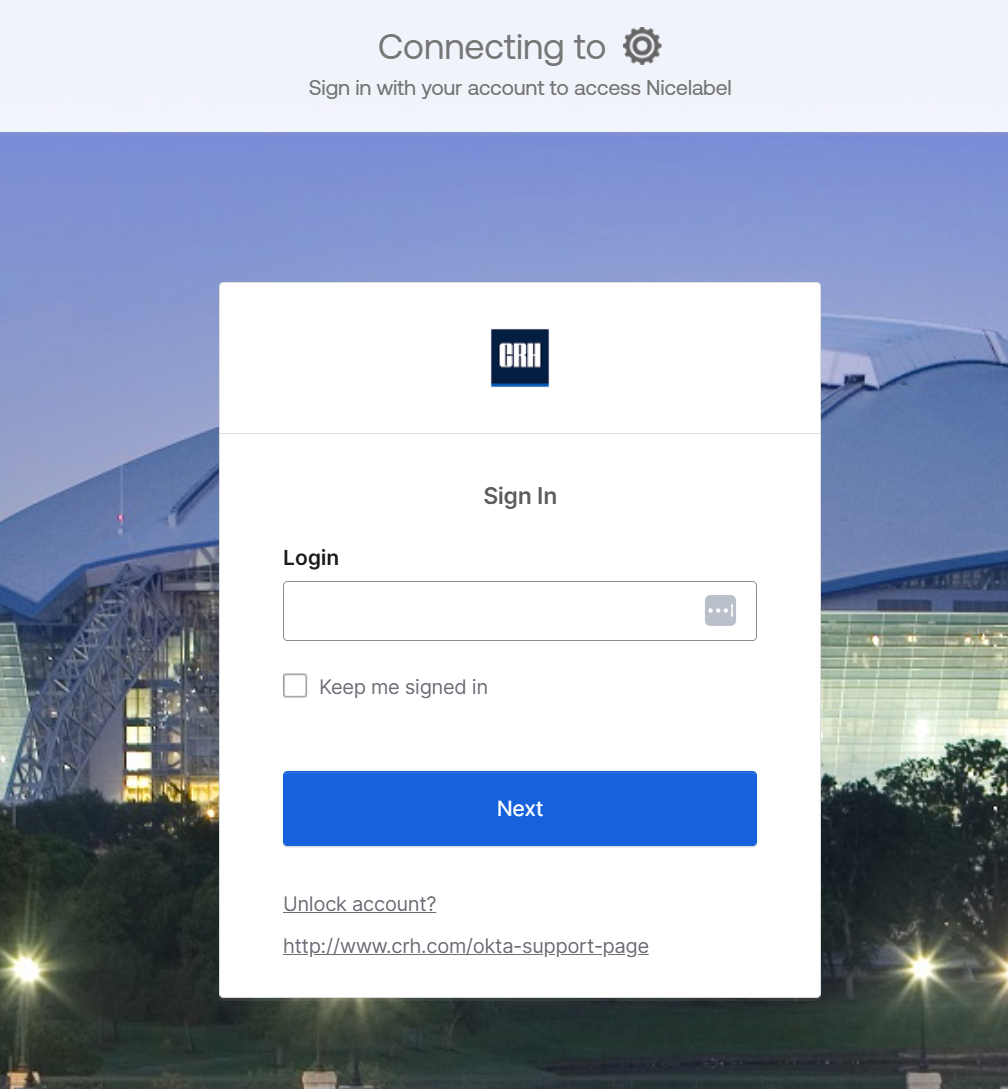 Connecting to
Sign in with your account to access Nicelabel
CRH
Sign In
Login
Keep me signed in
Next
Unlock account?
http://www.crh.com/okta-support-page